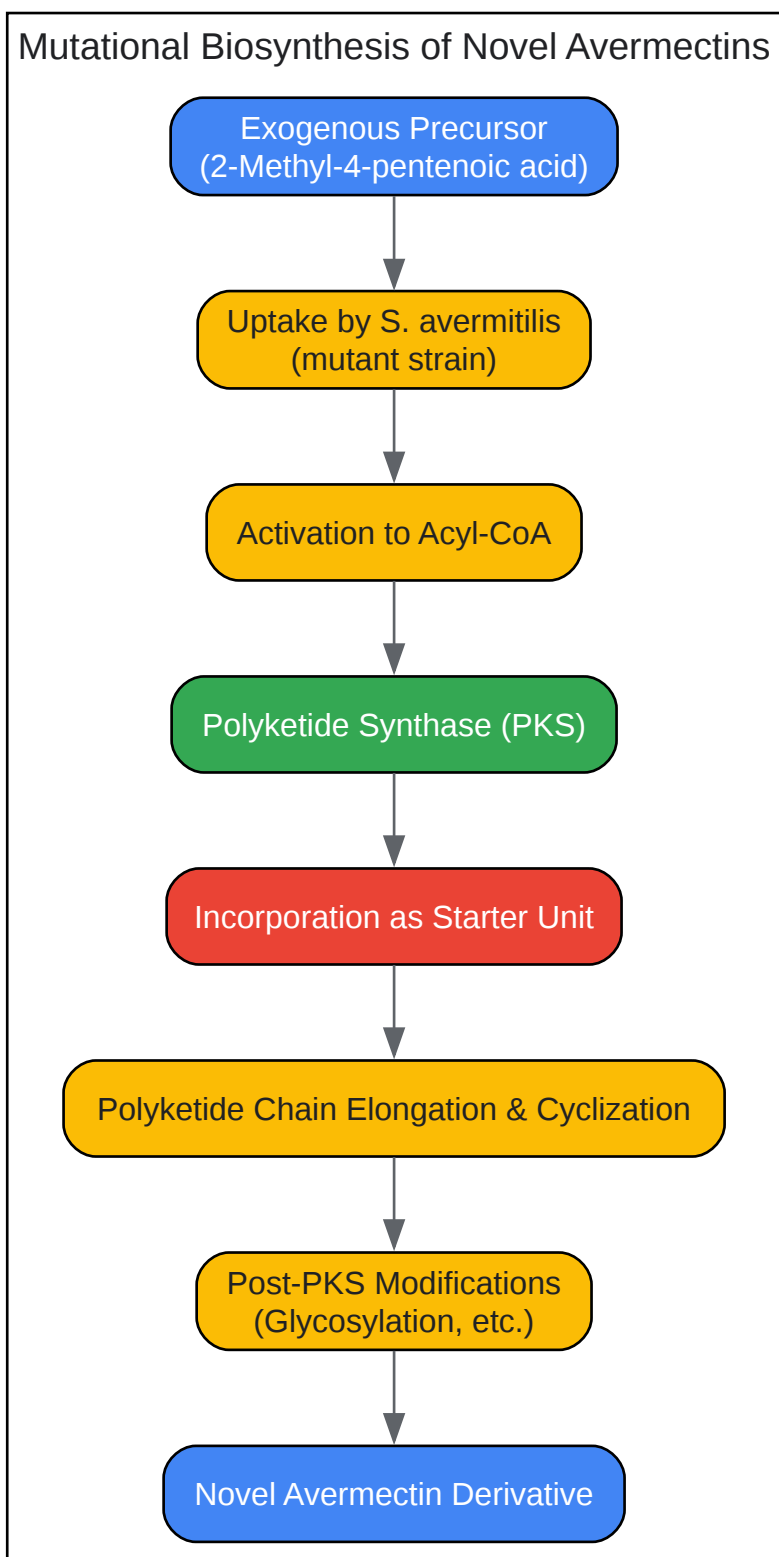 Mutational Biosynthesis of Novel Avermectins
Exogenous Precursor
(2-Methyl-4-pentenoic acid)
Uptake by S. avermitilis
(mutant strain)
Activation to Acyl-CoA
Polyketide Synthase (PKS)
Incorporation as Starter Unit
Polyketide Chain Elongation & Cyclization
Post-PKS Modifications
(Glycosylation, etc.)
Novel Avermectin Derivative